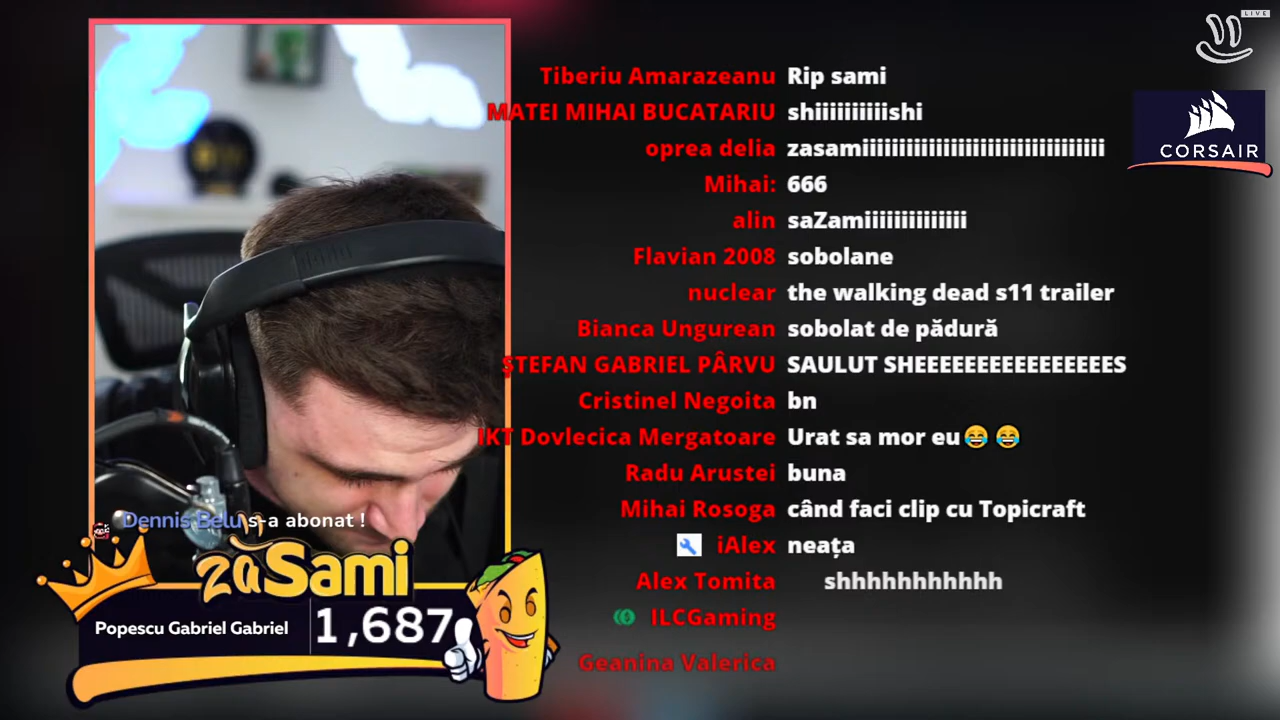 LIVE
CORSAIR
Tiberiu Amarazeanu Rip sami
MATEI MIHAI BUCATARIU shiiiiiiiiiishi
oprea delia zasamiiiiiiiiiiiiiiiiiiiiiiiiiiiiiiiii
Mihai: 666
alin saZamiiiiiiiiiiiiii
Flavian 2008 sobolane
nuclear the walking dead s11 trailer
Bianca Ungurean sobolat de pădură
ȘTEFAN GABRIEL PÂRVU SAULUT SHEEEEEEEEEEEEEEEES
Cristinel Negoita bn
IKT Dovlecica Mergatoare Urat sa mor eu😂 😂
Radu Arustei buna
Mihai Rosoga când faci clip cu Topicraft
iAlex neața
Alex Tomita shhhhhhhhhhh
ILCGaming
Geanina Valerica
Dennis Belu s-a abonat !
zăSami
Popescu Gabriel Gabriel 1,687